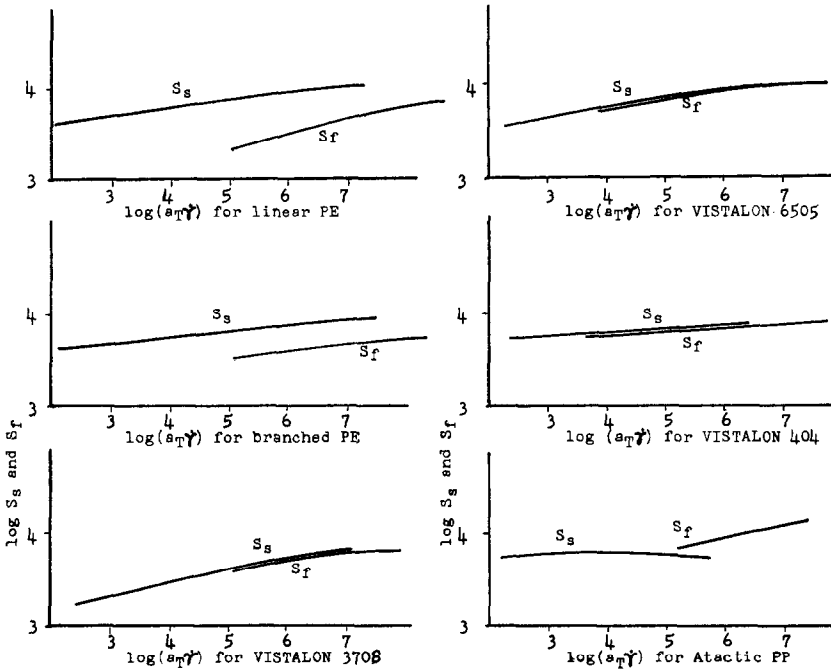 4
S_s
S_f
3
3 4 5 6 7
log(a_Tγ̇) for linear PE
4
S_s
S_f
3
3 4 5 6 7
log(a_Tγ̇) for VISTALON 6505
4
S_s
S_f
3
3 4 5 6 7
log(a_Tγ̇) for branched PE
4
S_s
S_f
3
3 4 5 6 7
log (a_Tγ̇) for VISTALON 404
log S_s and S_f
4
S_s
S_f
3
3 4 5 6 7
log(a_Tγ̇) for VISTALON 3708
log S_s and S_f
4
S_s
S_f
3
3 4 5 6 7
log(a_Tγ̇) for Atactic PP